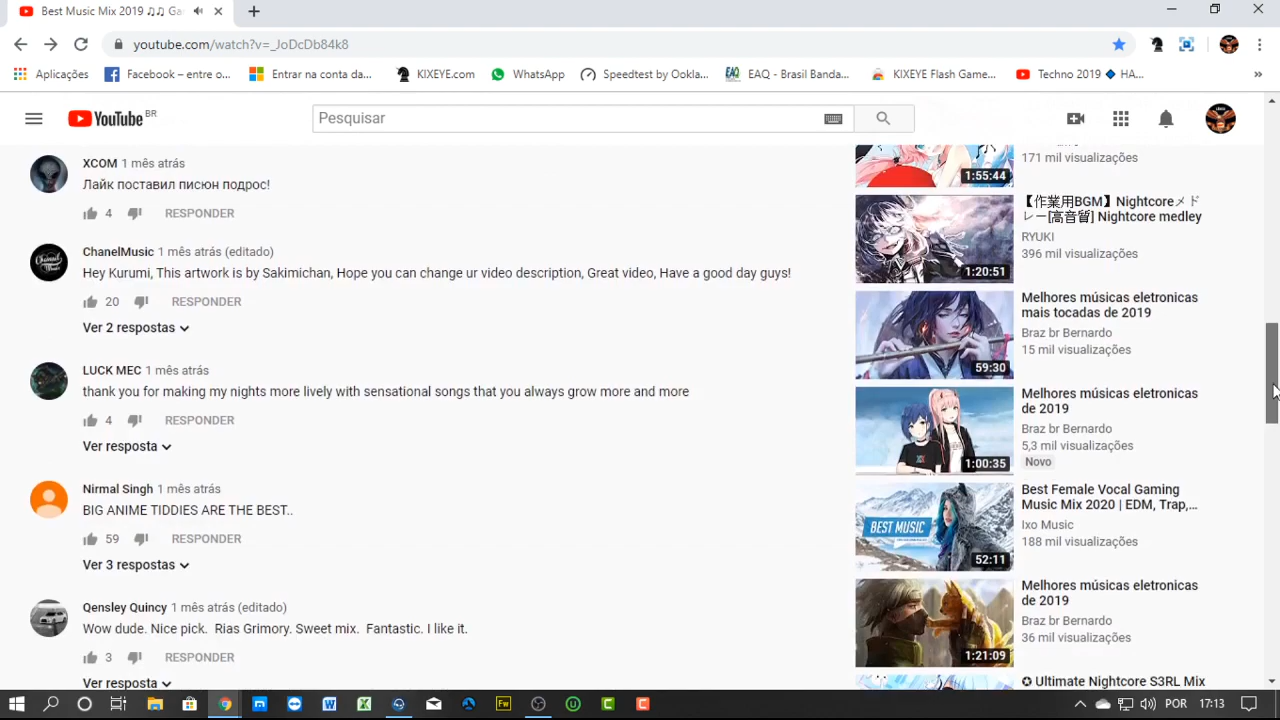 Best Music Mix 2019 ♫♫ Ga
youtube.com/watch?v=_JoDcDb84k8
Aplicações
Facebook – entre o...
Entrar na conta da...
KIXEYE.com
WhatsApp
Speedtest by Ookla...
EAQ EAQ - Brasil Banda...
KIXEYE Flash Game...
Techno 2019 🔷 HA...
»
YouTube BR
Pesquisar
XCOM 1 mês atrás
Лайк поставил писюн подрос!
4 RESPONDER
ChanelMusic 1 mês atrás (editado)
Hey Kurumi, This artwork is by Sakimichan, Hope you can change ur video description, Great video, Have a good day guys!
20 RESPONDER
Ver 2 respostas
LUCK MEC 1 mês atrás
thank you for making my nights more lively with sensational songs that you always grow more and more
4 RESPONDER
Ver resposta
Nirmal Singh 1 mês atrás
BIG ANIME TIDDIES ARE THE BEST..
59 RESPONDER
Ver 3 respostas
Qensley Quincy 1 mês atrás (editado)
Wow dude. Nice pick. Rias Grimory. Sweet mix. Fantastic. I like it.
3 RESPONDER
Ver resposta
1:55:44
171 mil visualizações
1:20:51
【作業用BGM】Nightcoreメド
レー[高音質] Nightcore medley
RYUKI
396 mil visualizações
59:30
Melhores músicas eletronicas
mais tocadas de 2019
Braz br Bernardo
15 mil visualizações
1:00:35
Melhores músicas eletronicas
de 2019
Braz br Bernardo
5,3 mil visualizações
Novo
BEST MUSIC
52:11
Best Female Vocal Gaming
Music Mix 2020 | EDM, Trap,...
Ixo Music
188 mil visualizações
1:21:09
Melhores músicas eletronicas
de 2019
Braz br Bernardo
36 mil visualizações
✪ Ultimate Nightcore S3RL Mix
Fw
POR
17:13